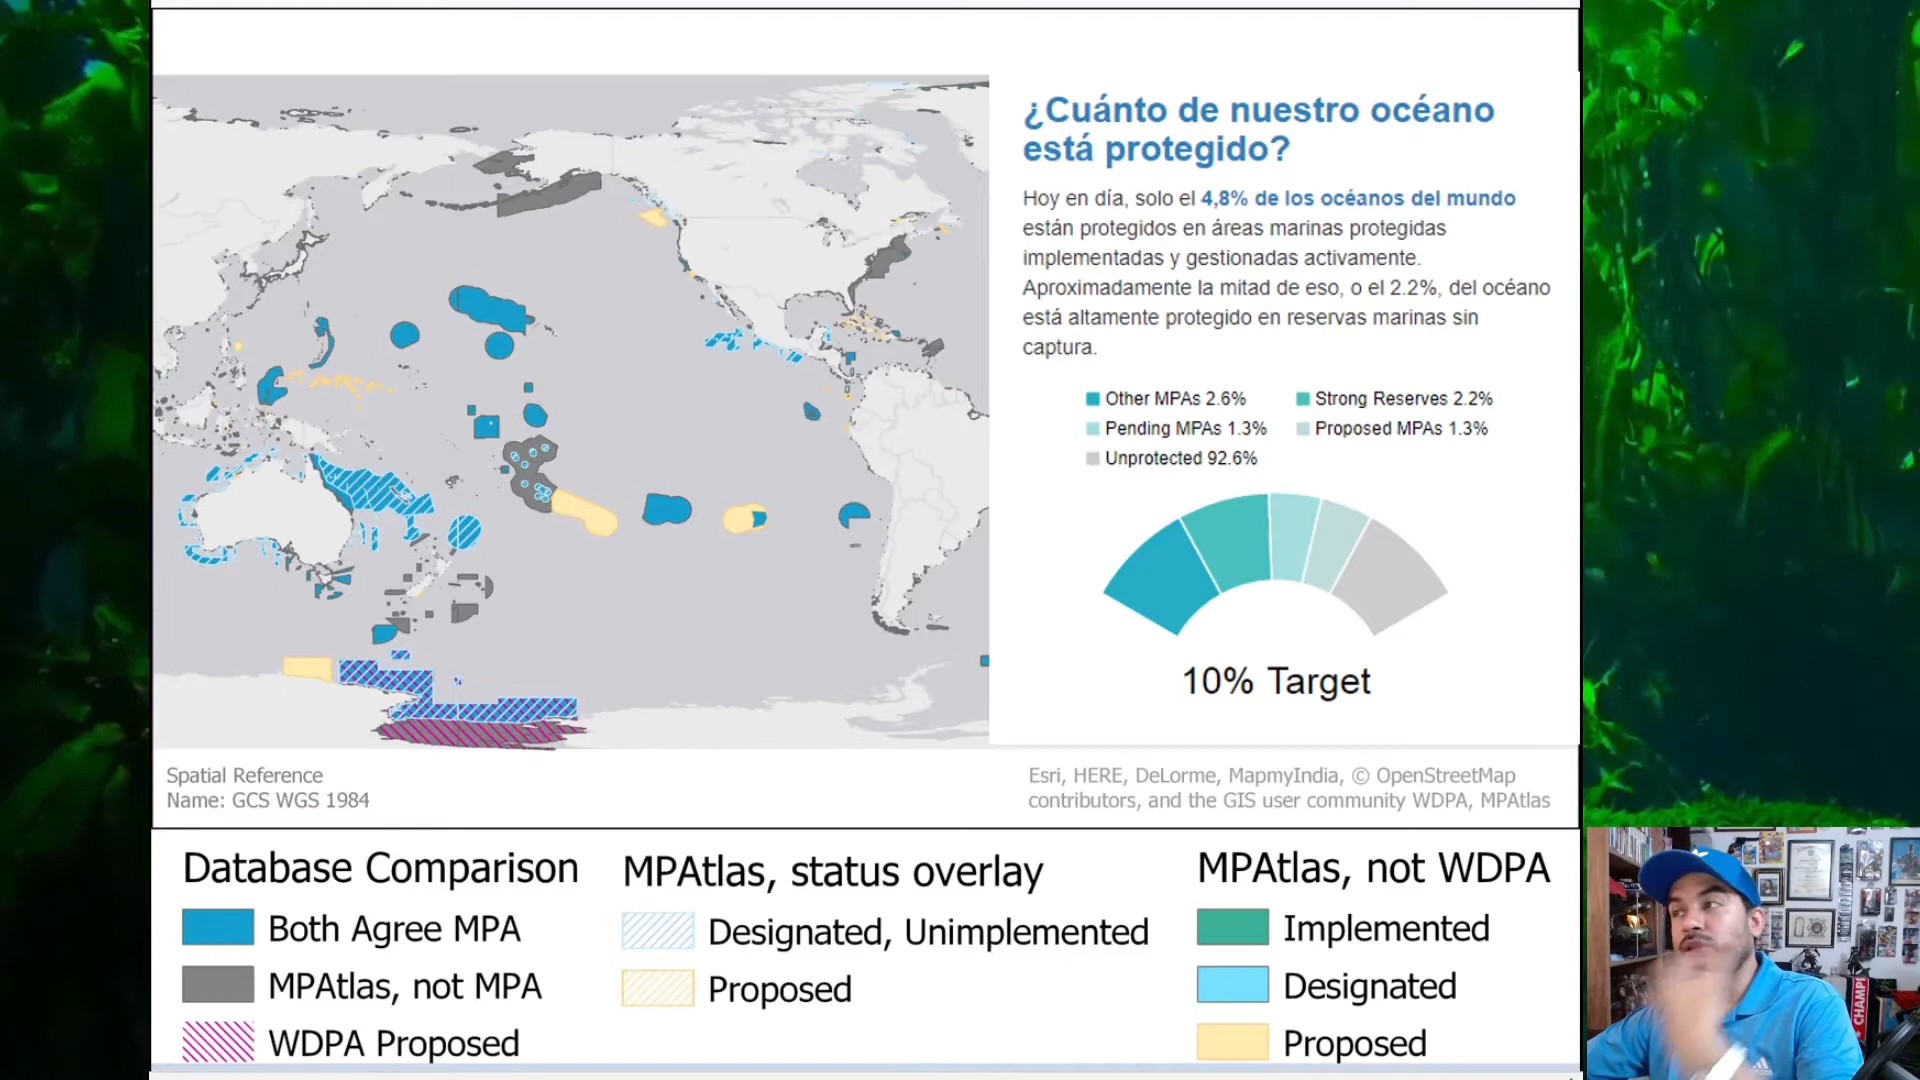 ¿Cuánto de nuestro océano
está protegido?
Hoy en día, solo el 4,8% de los océanos del mundo
están protegidos en áreas marinas protegidas
implementadas y gestionadas activamente.
Aproximadamente la mitad de eso, o el 2.2%, del océano
está altamente protegido en reservas marinas sin
captura.
Other MPAs 2.6%
Strong Reserves 2.2%
Pending MPAs 1.3%
Proposed MPAs 1.3%
Unprotected 92.6%
10% Target
Spatial Reference
Name: GCS WGS 1984
Esri, HERE, DeLorme, MapmyIndia, © OpenStreetMap
contributors, and the GIS user community WDPA, MPAtlas
Database Comparison
Both Agree MPA
MPAtlas, not MPA
WDPA Proposed
MPAtlas, status overlay
Designated, Unimplemented
Proposed
MPAtlas, not WDPA
Implemented
Designated
Proposed
CHAMPI